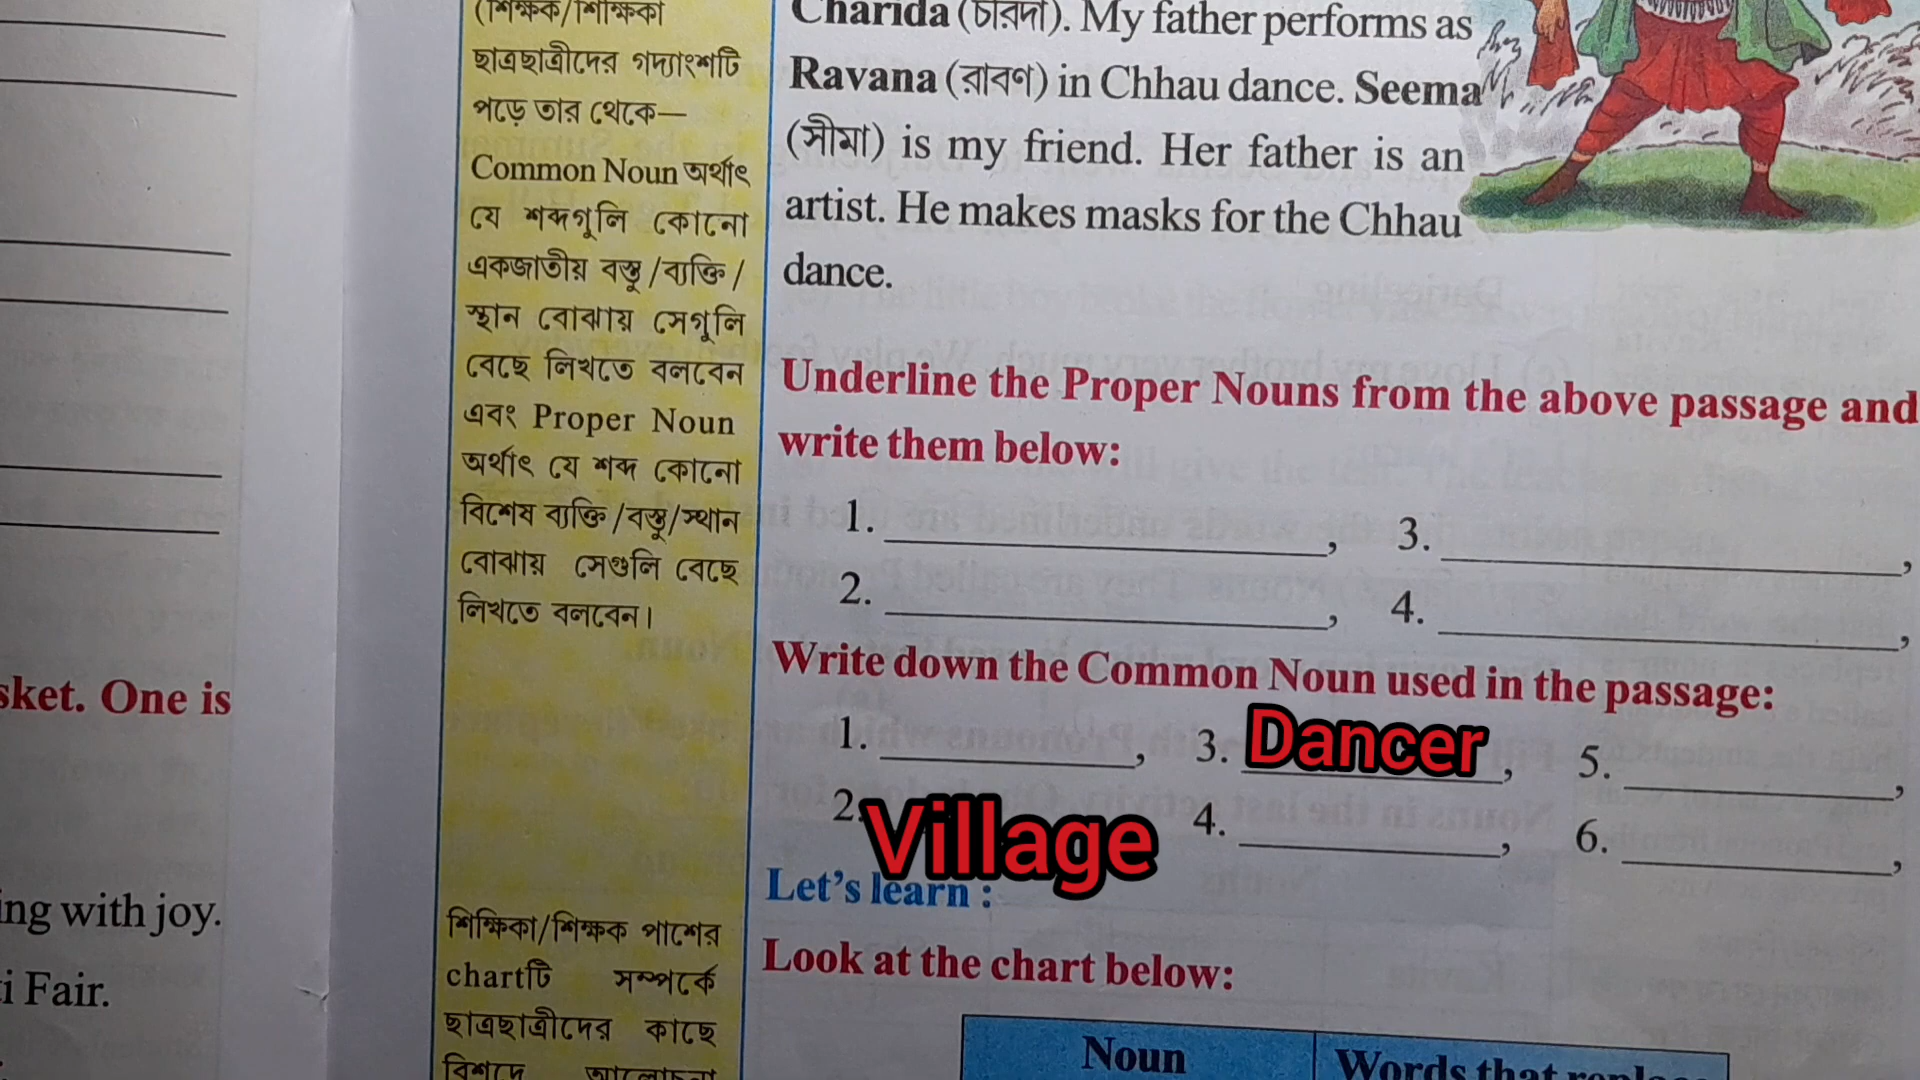 sket. One is
ing with joy.
i Fair.
(শিক্ষক/শিক্ষিকা
ছাত্রছাত্রীদের গদ্যাংশটি
পড়ে তার থেকে—
Common Noun অর্থাৎ
যে শব্দগুলি কোনো
একজাতীয় বস্তু/ব্যক্তি/
স্থান বোঝায় সেগুলি
বেছে লিখতে বলবেন
এবং Proper Noun
অর্থাৎ যে শব্দ কোনো
বিশেষ ব্যক্তি/বস্তু/স্থান
বোঝায় সেগুলি বেছে
লিখতে বলবেন।
শিক্ষিকা/শিক্ষক পাশের
chartটি সম্পর্কে
ছাত্রছাত্রীদের কাছে
বিশদে আলোচনা
Charida (চারিদা). My father performs as
Ravana (রাবণ) in Chhau dance. Seema
(সীমা) is my friend. Her father is an
artist. He makes masks for the Chhau
dance.
Underline the Proper Nouns from the above passage and
write them below:
1. ____________, 3. ____________,
2. ____________, 4. ____________,
Write down the Common Noun used in the passage:
1. ________, 3. Dancer, 5. ________,
2. Village 4. ________, 6. ________,
Let's learn :
Look at the chart below:
Noun Words that replace